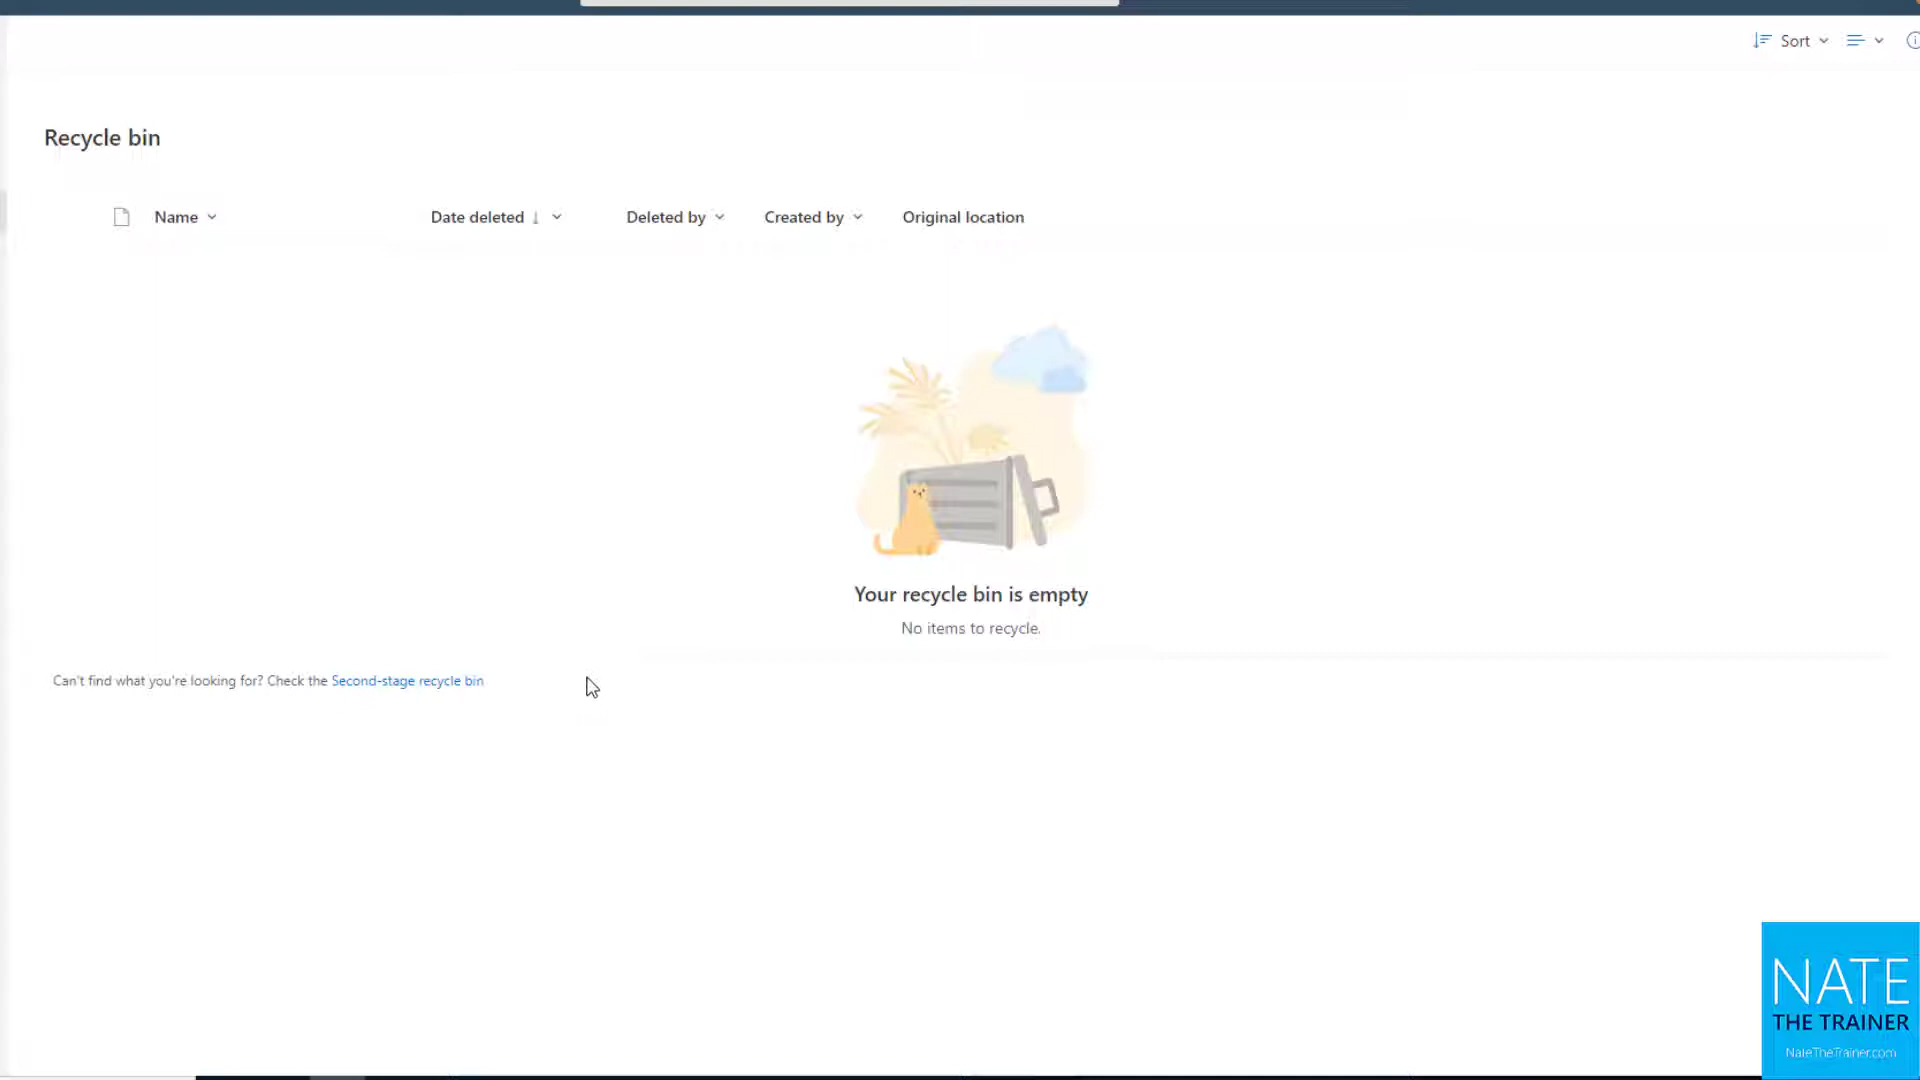 Sort
Recycle bin
Name Date deleted Deleted by Created by Original location
Your recycle bin is empty
No items to recycle.
Can't find what you're looking for? Check the Second-stage recycle bin
NATE
THE TRAINER
NateTheTrainer.com